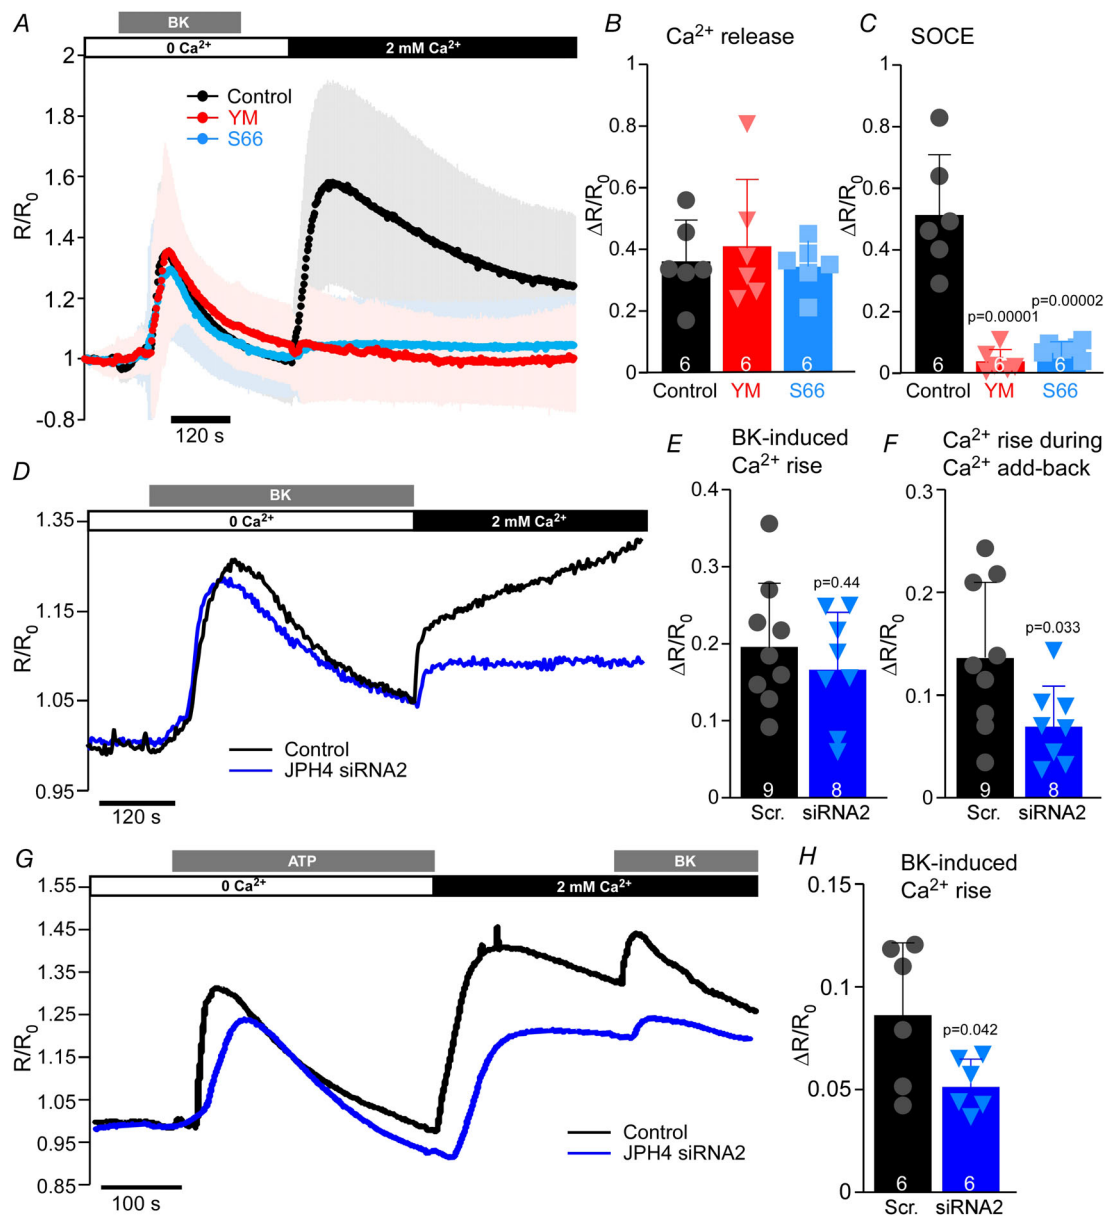 A
BK
0 Ca²⁺
2 mM Ca²⁺
2
1.8
1.6
1.4
1.2
1
-0.8
R/R₀
Control
YM
S66
120 s
B
Ca²⁺ release
1
0.8
0.6
0.4
0.2
0
ΔR/R₀
6
6
6
Control
YM
S66
C
SOCE
1
0.8
0.6
0.4
0.2
0
ΔR/R₀
p=0.00001
p=0.00002
6
6
6
Control
YM
S66
D
BK
0 Ca²⁺
2 mM Ca²⁺
1.35
1.15
1.05
0.95
R/R₀
Control
JPH4 siRNA2
120 s
E
BK-induced
Ca²⁺ rise
0.4
0.3
0.2
0.1
0
ΔR/R₀
p=0.44
9
8
Scr.
siRNA2
F
Ca²⁺ rise during
Ca²⁺ add-back
0.3
0.2
0.1
0
ΔR/R₀
p=0.033
9
8
Scr.
siRNA2
G
ATP
BK
0 Ca²⁺
2 mM Ca²⁺
1.55
1.45
1.35
1.25
1.15
1.05
0.95
0.85
R/R₀
Control
JPH4 siRNA2
100 s
H
BK-induced
Ca²⁺ rise
0.15
0.1
0.05
0
ΔR/R₀
p=0.042
6
6
Scr.
siRNA2